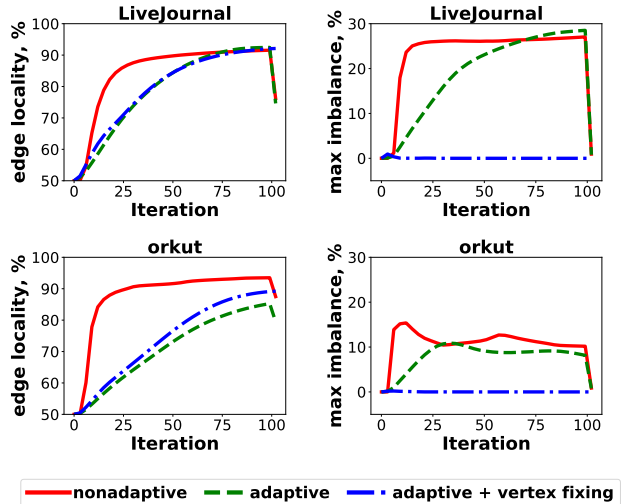 LiveJournal
edge locality, %
100
90
80
70
60
50
0 25 50 75 100
Iteration
LiveJournal
max imbalance, %
30
20
10
0
0 25 50 75 100
Iteration
orkut
edge locality, %
100
90
80
70
60
50
0 25 50 75 100
Iteration
orkut
max imbalance, %
30
20
10
0
0 25 50 75 100
Iteration
nonadaptive adaptive adaptive + vertex fixing